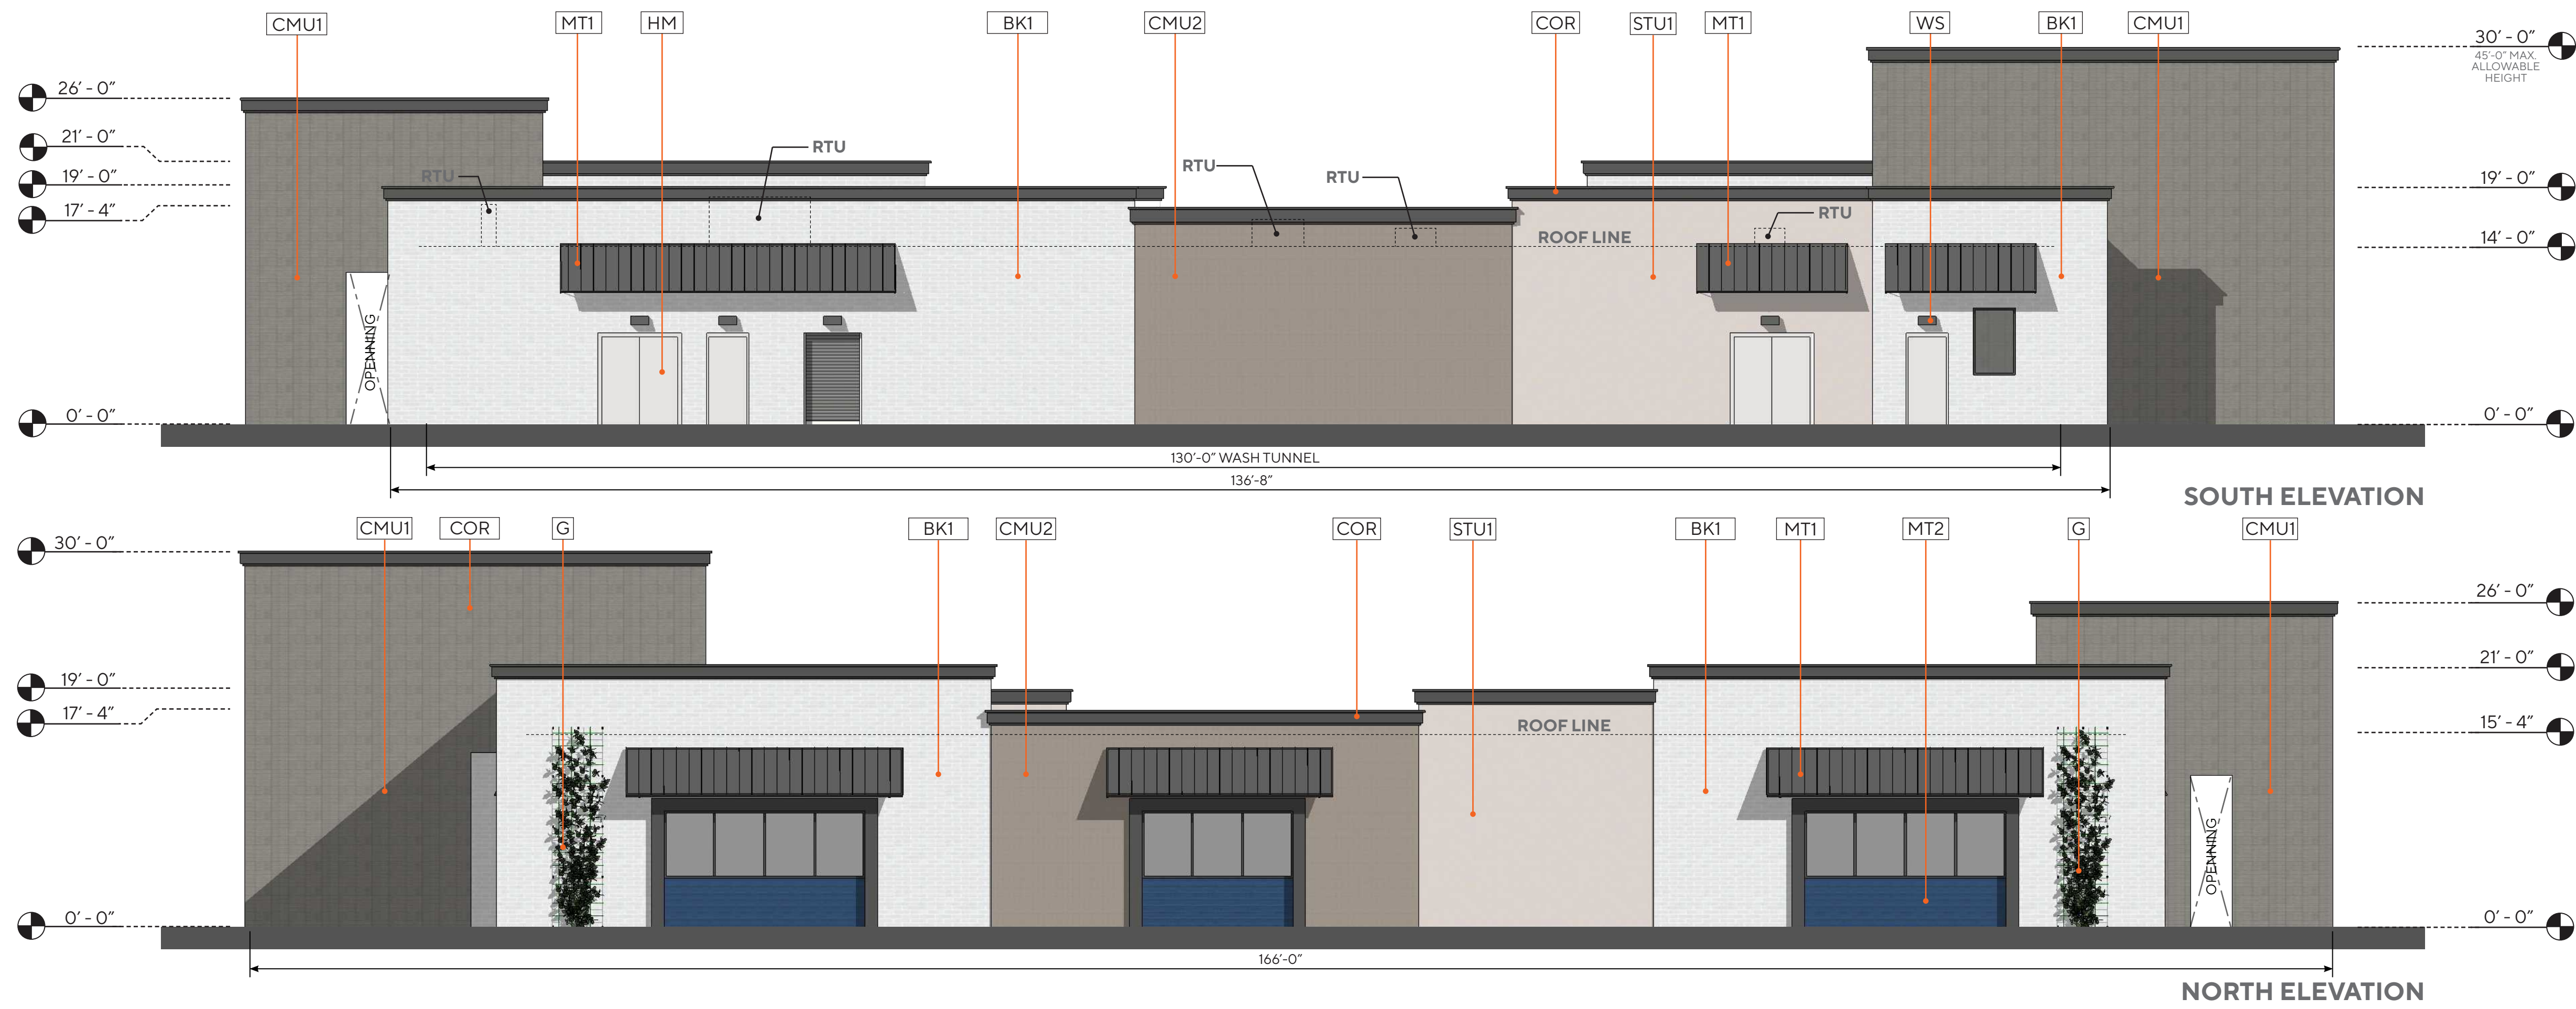 CMU1 MT1 HM BK1 CMU2 COR STU1 MT1 WS BK1 CMU1
30’ - 0”
45’-0” MAX.
ALLOWABLE
HEIGHT
26’ - 0”
21’ - 0”
RTU
RTU
RTU
RTU
19’ - 0”
19’ - 0”
17’ - 4”
RTU
ROOF LINE
14’ - 0”
OPENNING
0’ - 0”
0’ - 0”
130’-0” WASH TUNNEL
136’-8”
SOUTH ELEVATION
CMU1 COR G BK1 CMU2 COR STU1 BK1 MT1 MT2 G CMU1
30’ - 0”
26’ - 0”
21’ - 0”
19’ - 0”
17’ - 4”
ROOF LINE
15’ - 4”
OPENNING
0’ - 0”
0’ - 0”
166’-0”
NORTH ELEVATION